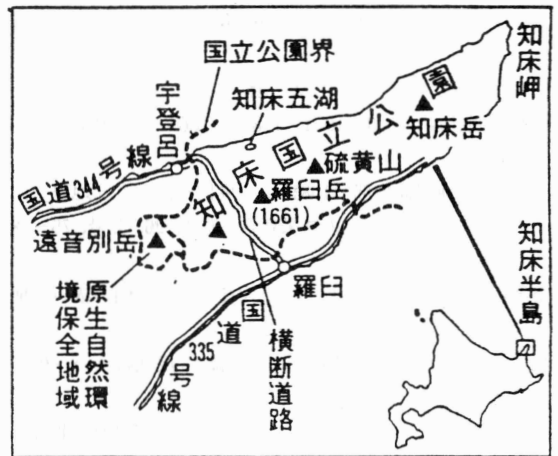 国立公園界
知床岬
宇登呂
知床五湖
知床国立公園
知床岳
硫黄山
羅臼岳
(1661)
国道344号線
遠音別岳
羅臼
原生自然環
境保全地域
国道335号線
横断道路
知床半島